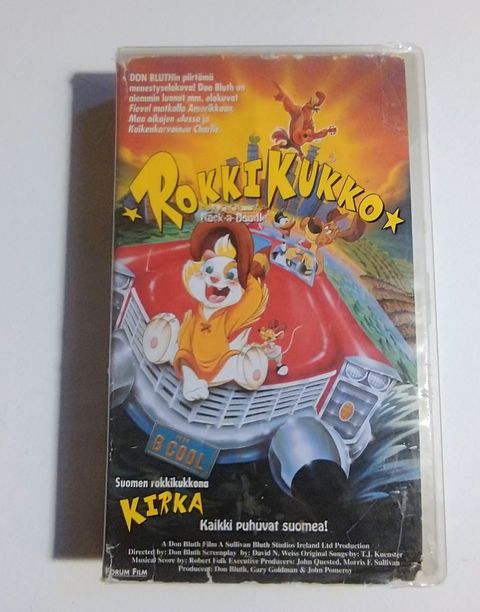 DON BLUTHin piirtämä
menestyselokuva! Don Bluth on
aiemmin luonut mm. elokuvat
Fievel matkalla Amerikkaan,
Maa aikojen alussa ja
Kaikenkarvainen Charlie.
ROKKIKUKKO
Rock-a-Doodle
B COOL
Suomen rokkikukkona
KIRKA
Kaikki puhuvat suomea!
A Don Bluth Film A Sullivan Bluth Studios Ireland Ltd Production
Directed by: Don Bluth Screenplay by: David N. Weiss Original Songs by: T.J. Kuenster
Musical Score by: Robert Folk Executive Producers: John Quested, Morris F. Sullivan
Producers: Don Bluth, Gary Goldman & John Pomeroy
FORUM FILM